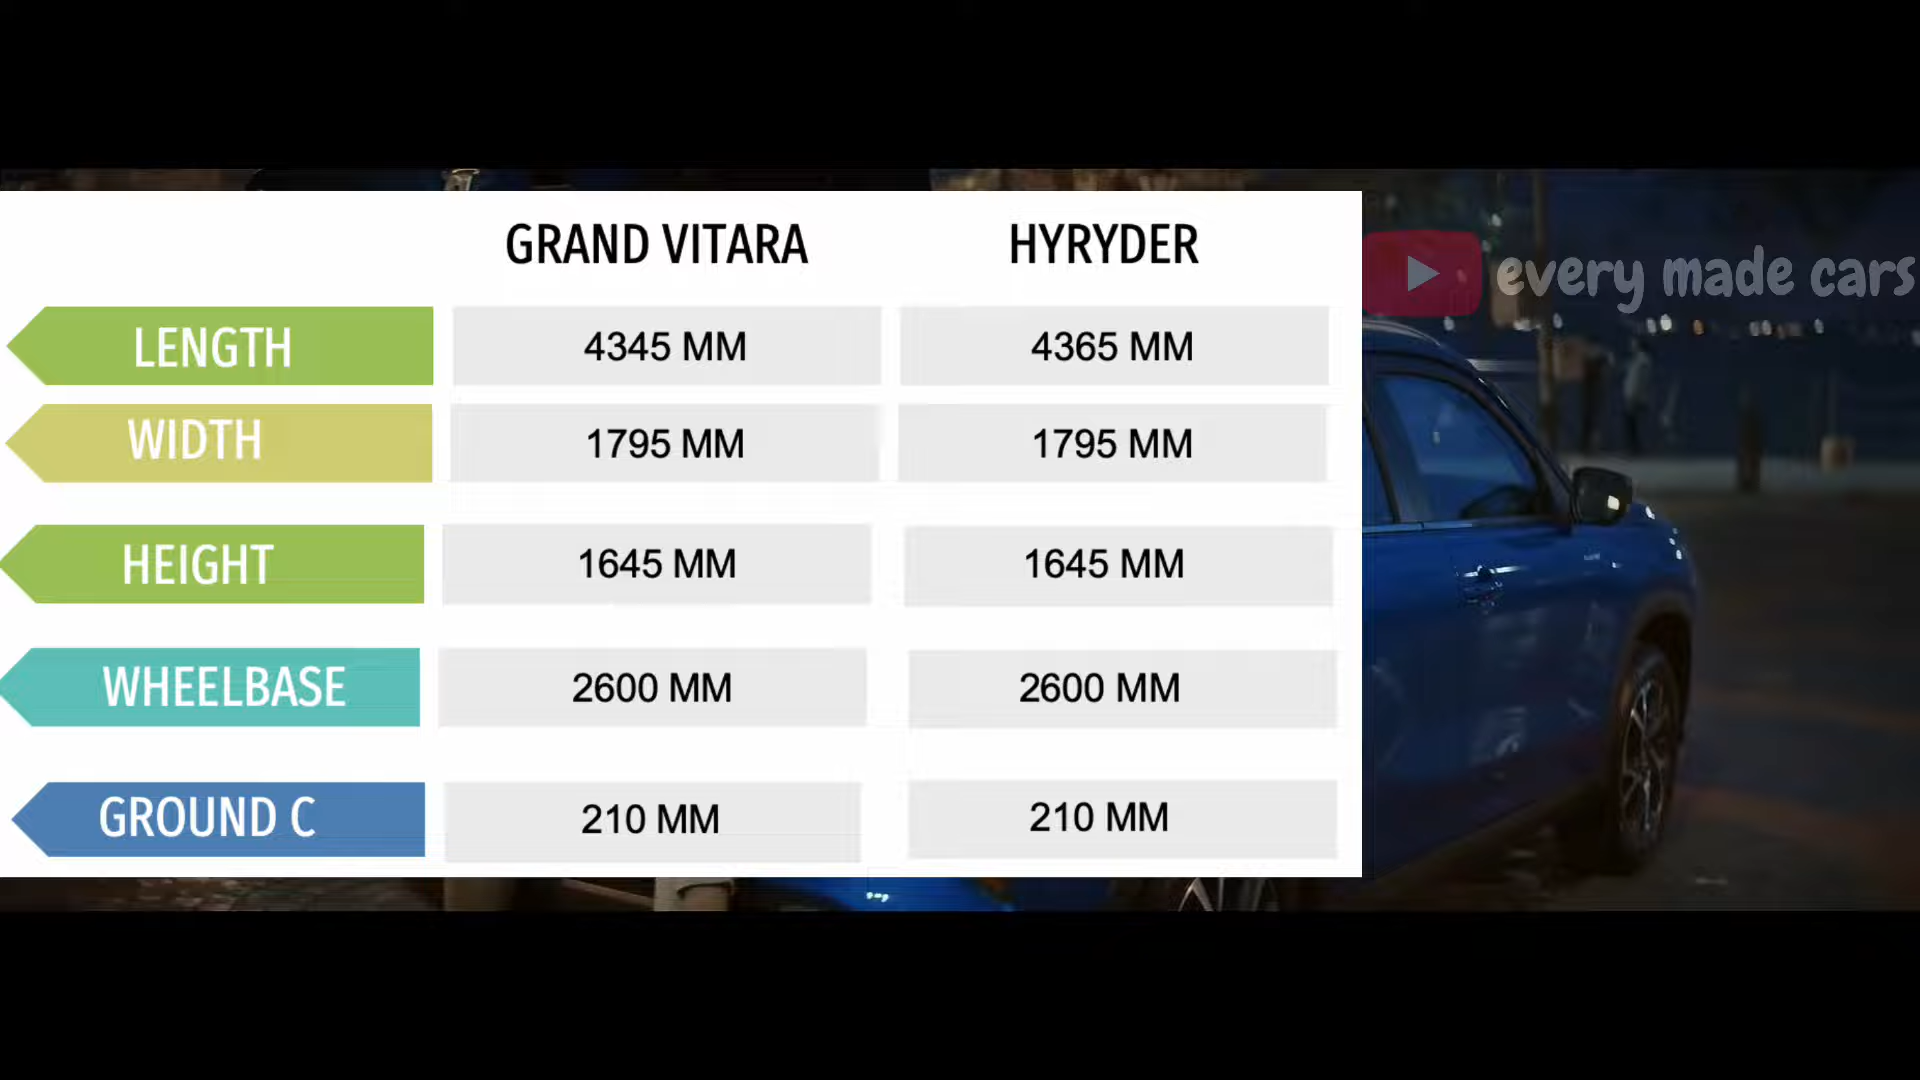 GRAND VITARA HYRYDER
every made cars
LENGTH 4345 MM 4365 MM
WIDTH 1795 MM 1795 MM
HEIGHT 1645 MM 1645 MM
WHEELBASE 2600 MM 2600 MM
GROUND C 210 MM 210 MM